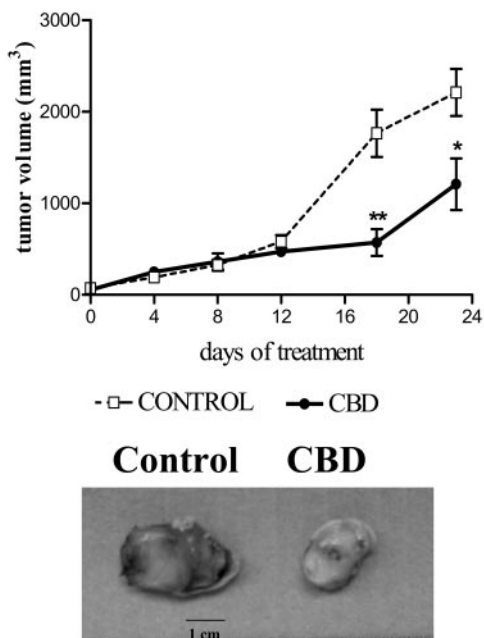 tumor volume (mm³)
3000
2000
1000
0
**
*
0 4 8 12 16 20 24
days of treatment
CONTROL CBD
Control CBD
1 cm